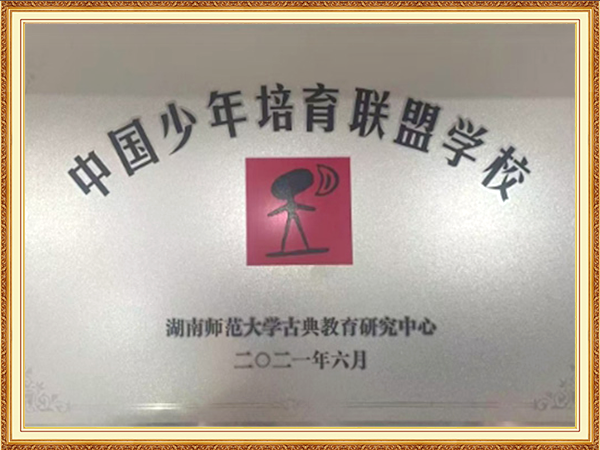 中国少年培育联盟学校
湖南师范大学古典教育研究中心
二〇二一年六月